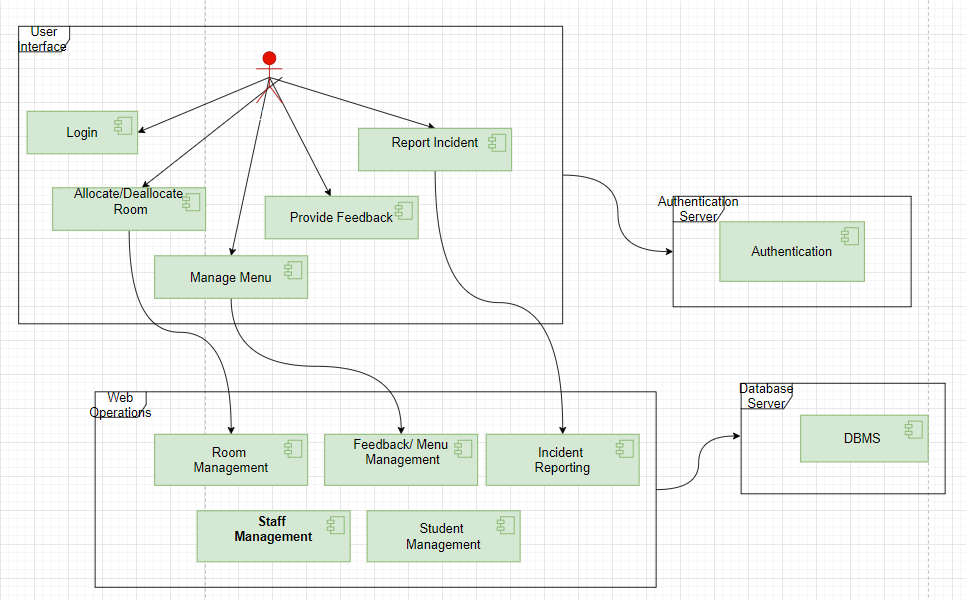 User
Interface
Login
Report Incident
Allocate/Deallocate
Room
Provide Feedback
Manage Menu
Authentication
Server
Authentication
Web
Operations
Room
Management
Feedback/ Menu
Management
Incident
Reporting
Staff
Management
Student
Management
Database
Server
DBMS